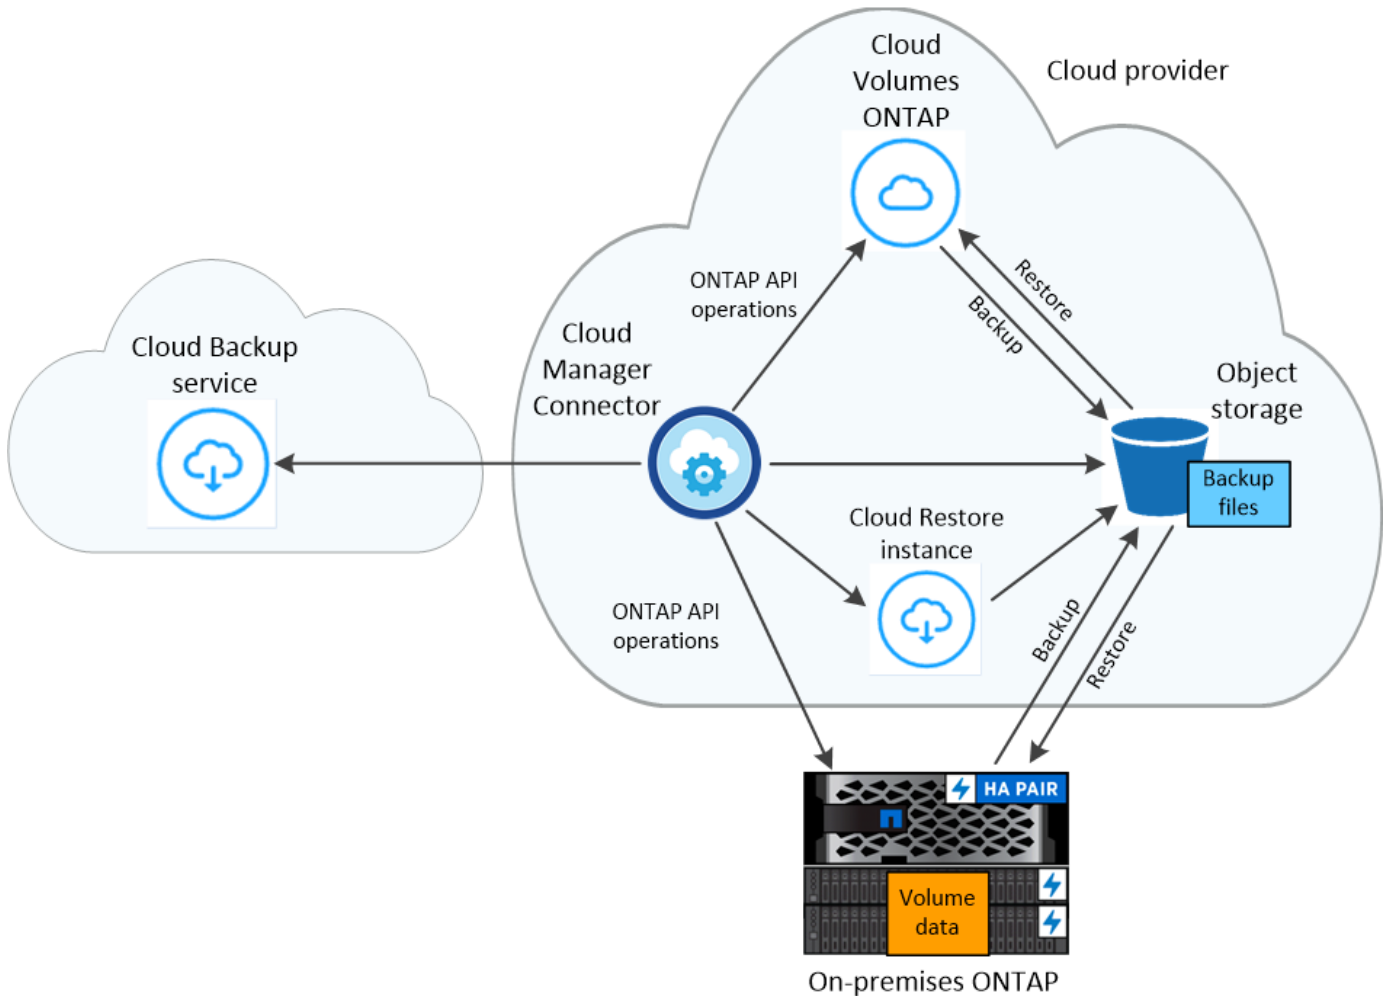 Cloud
Volumes
ONTAP
Cloud provider
ONTAP API
operations
Restore
Backup
Cloud Backup
service
Cloud
Manager
Connector
Object
storage
Backup
files
Cloud Restore
instance
ONTAP API
operations
Backup
Restore
HA PAIR
Volume
data
On-premises ONTAP